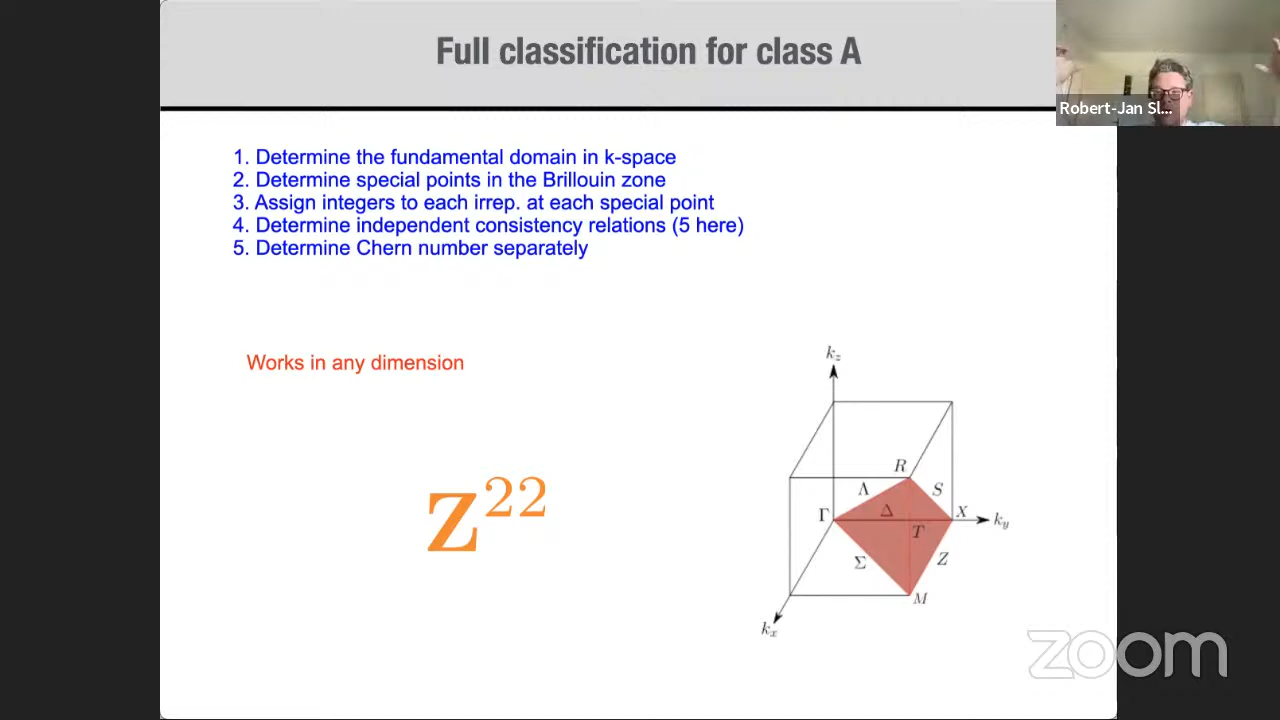 Full classification for class A
Robert-Jan Sl...
1. Determine the fundamental domain in k-space
2. Determine special points in the Brillouin zone
3. Assign integers to each irrep. at each special point
4. Determine independent consistency relations (5 here)
5. Determine Chern number separately
Works in any dimension
Z^22
k_z
R
Λ
S
Δ
Γ
X
k_y
T
Σ
Z
M
k_x
zoom